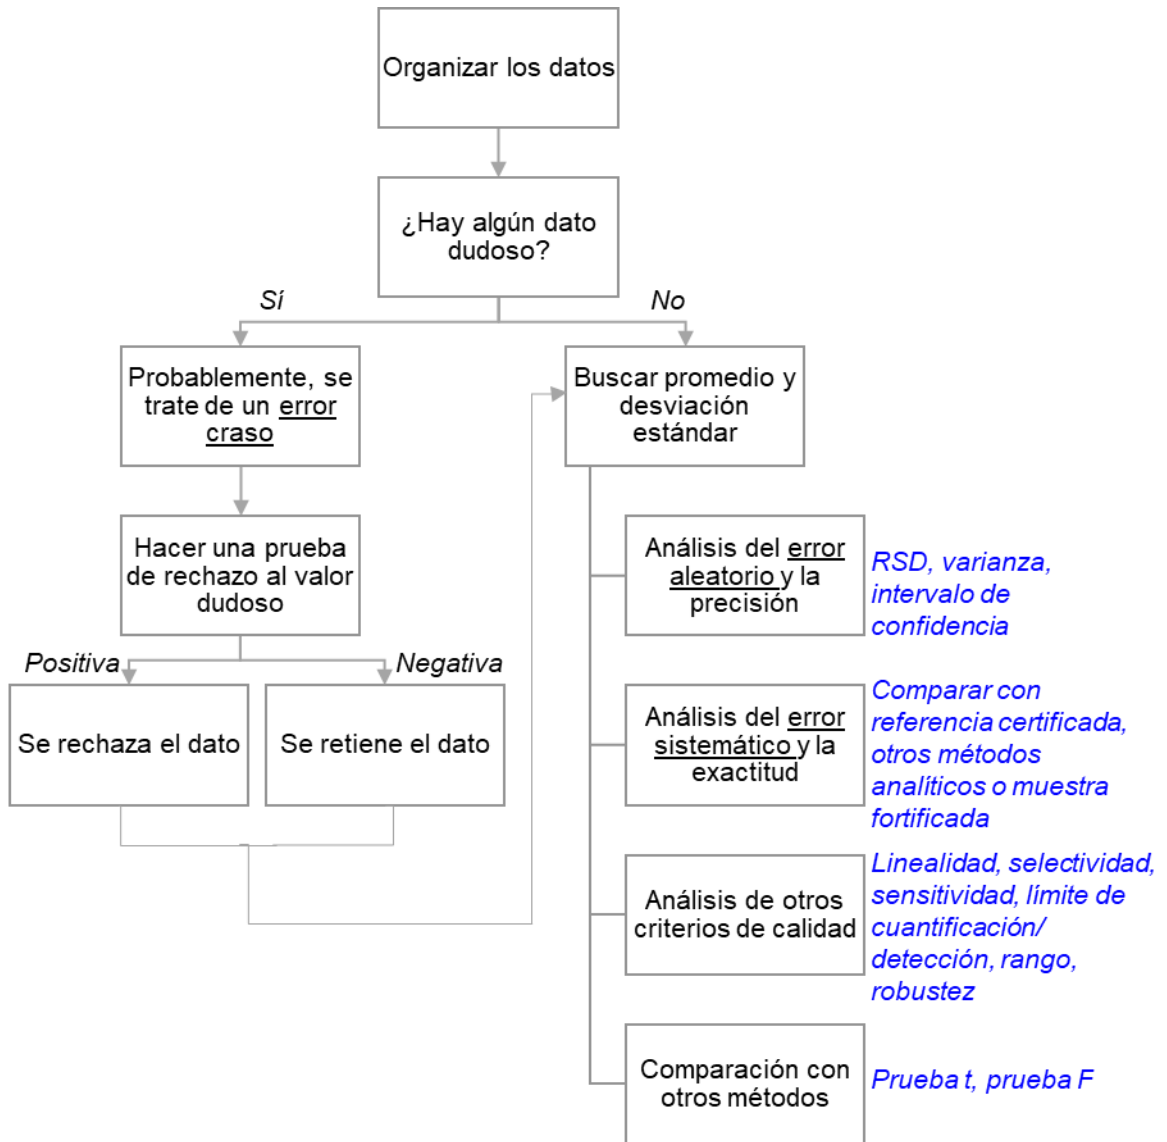 Organizar los datos
¿Hay algún dato
dudoso?
Sí
No
Probablemente, se
trate de un error
craso
Buscar promedio y
desviación
estándar
Hacer una prueba
de rechazo al valor
dudoso
Positiva
Negativa
Se rechaza el dato
Se retiene el dato
Análisis del error
aleatorio y la
precisión
RSD, varianza,
intervalo de
confidencia
Análisis del error
sistemático y la
exactitud
Comparar con
referencia certificada,
otros métodos
analíticos o muestra
fortificada
Análisis de otros
criterios de calidad
Linealidad, selectividad,
sensitividad, límite de
cuantificación/
detección, rango,
robustez
Comparación con
otros métodos
Prueba t, prueba F